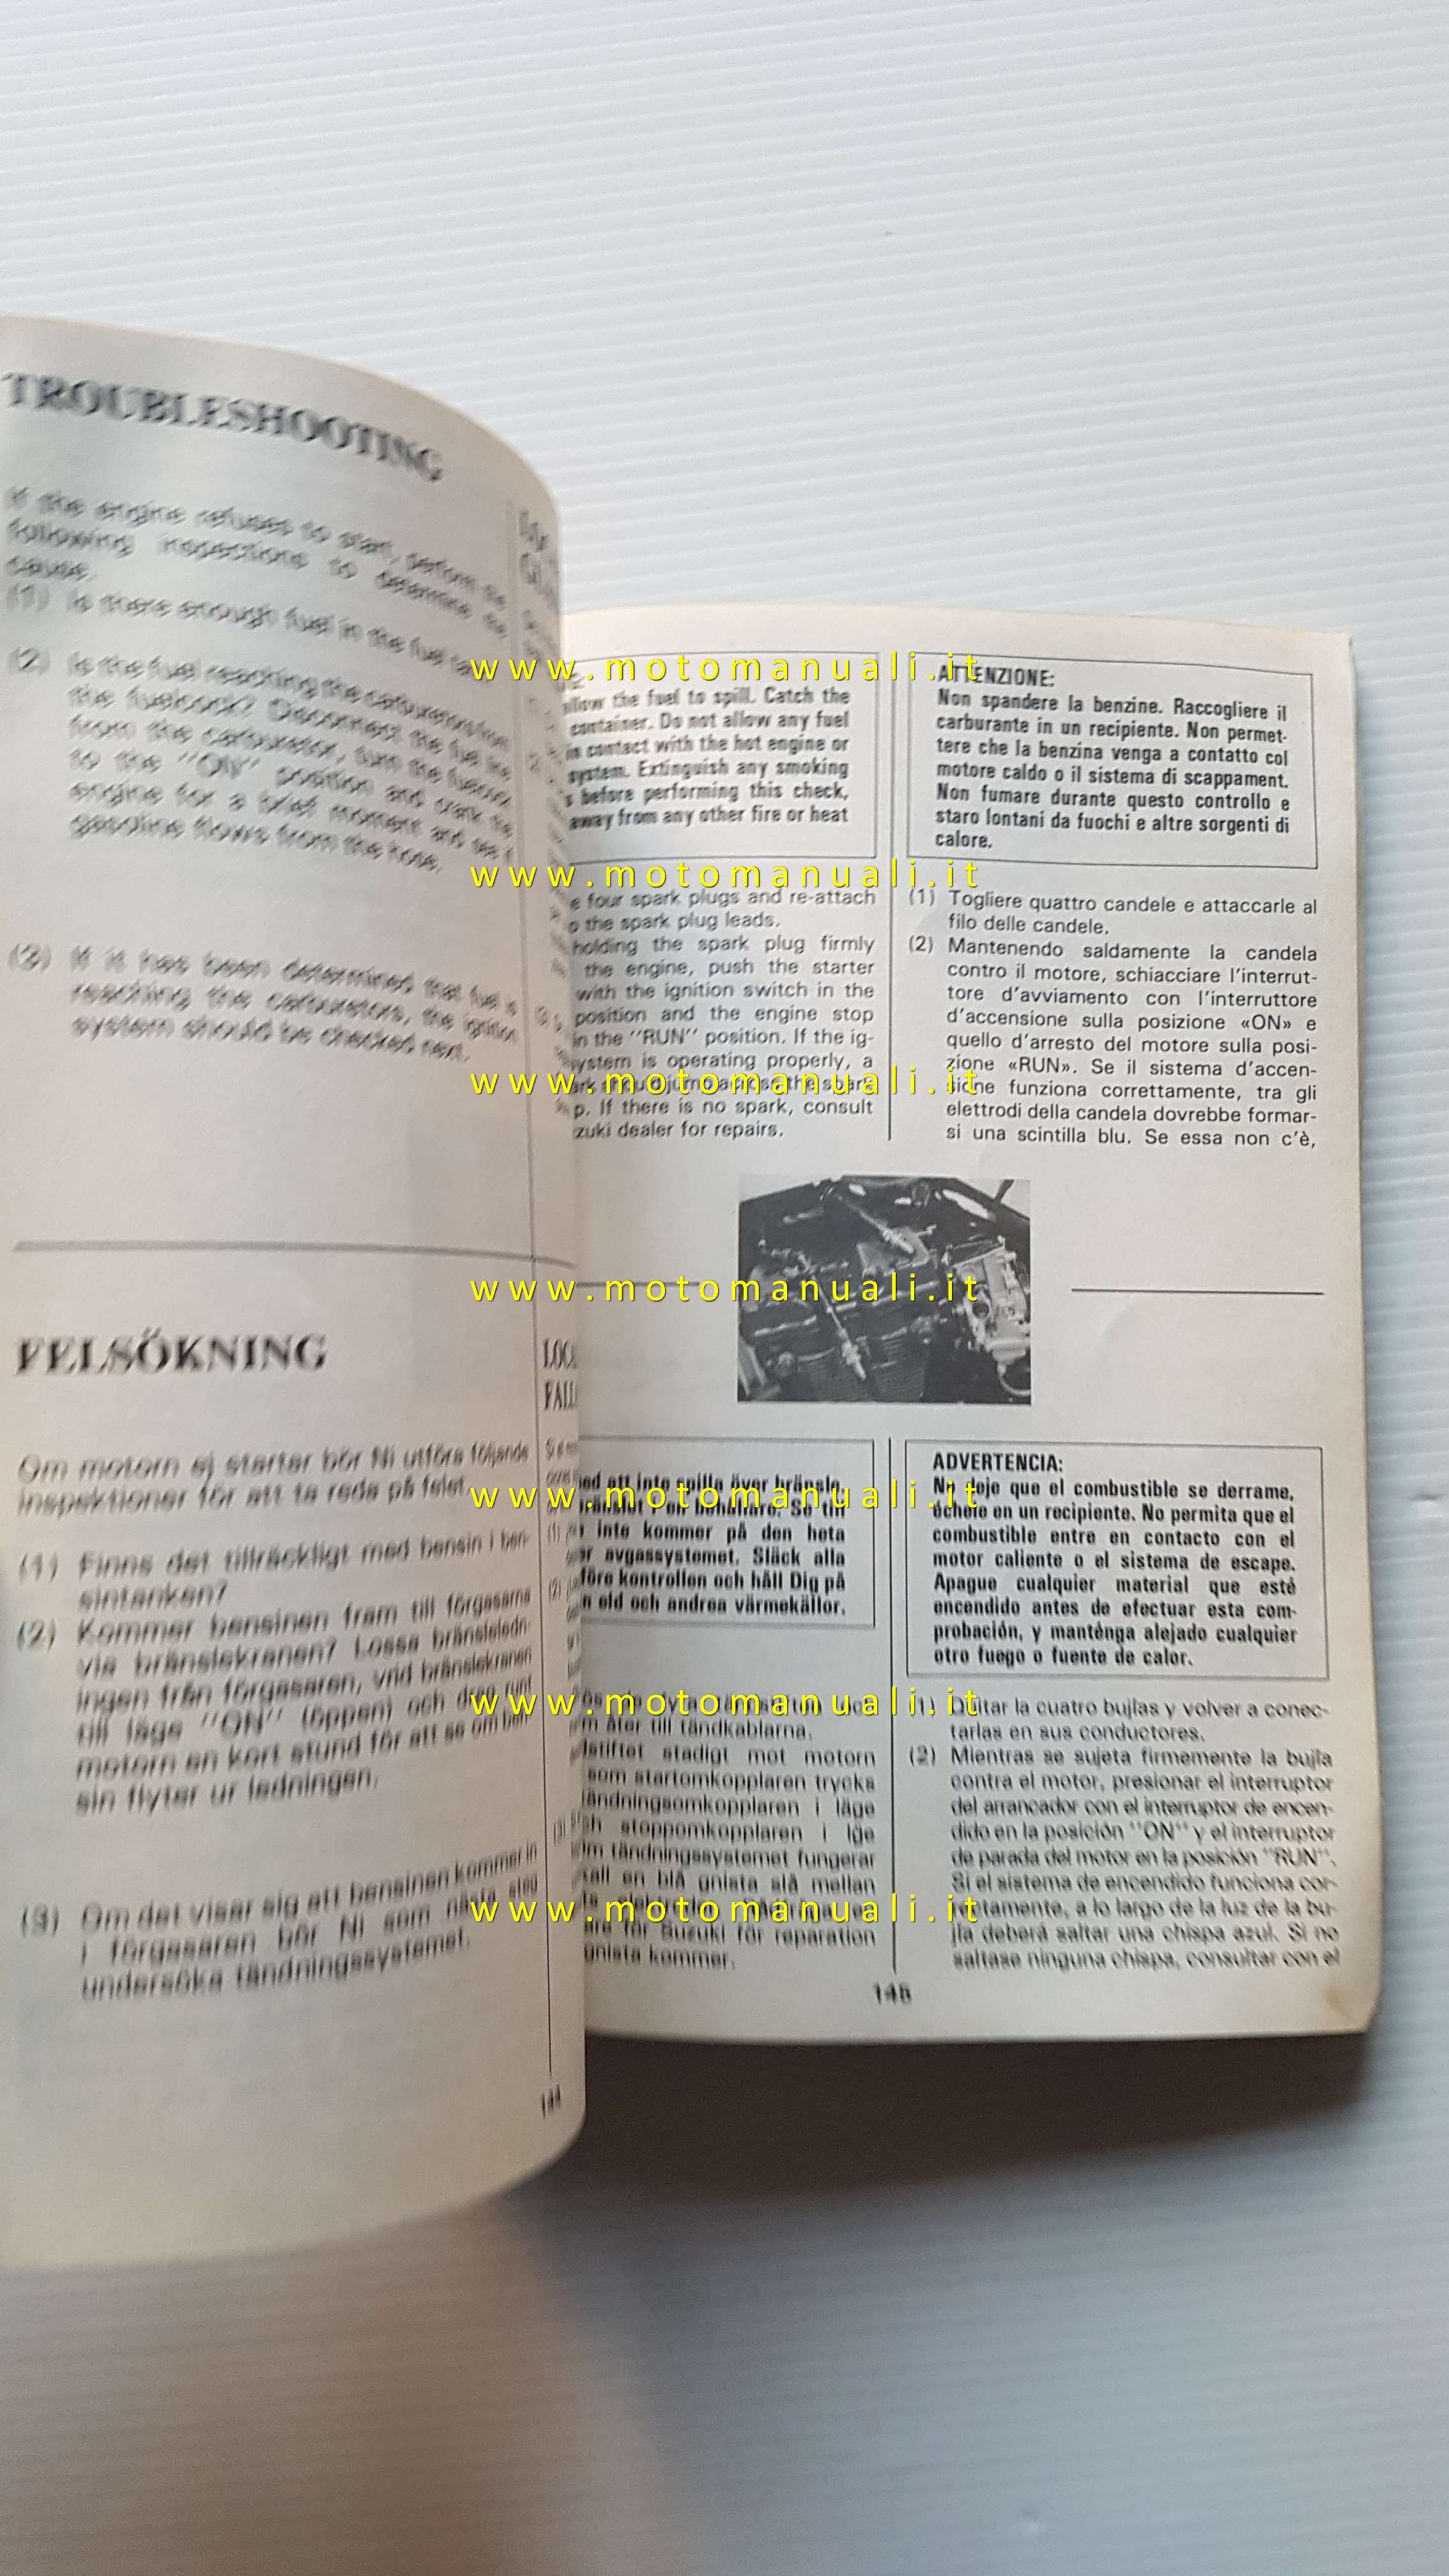 TROUBLESHOOTING
If the engine refuses to start, perform the
following inspections to determine the
cause.
(1) Is there enough fuel in the fuel
(2) Is the fuel reaching the carburetors from
the fuelcock? Disconnect the fuel line
from the carburetor, turn the fuelcock
to the "ON" position and crank the
engine for a brief moment and see if
gasoline flows from the hose.
(3) If it has been determined that fuel is
reaching the carburetors, the ignition
system should be checked next.
FELSÖKNING
Om motorn ej startar bör Ni utföra följande
inspektioner för att ta reda på felet.
(1) Finns det tillräckligt med bensin i ben-
sintanken?
(2) Kommer bensinen fram till förgasarna
via bränslekranen? Lossa bränsleledn-
ingen från förgasaren, vrid bränslekranen
till läge "ON" (öppen) och drag runt
motorn en kort stund för att se om ben-
sin flyter ur ledningen.
(3) Om det visar sig att bensinen kommer in
i förgasaren bör Ni som nästa steg
undersöka tändningssystemet.
144
allow the fuel to spill. Catch the
container. Do not allow any fuel
in contact with the hot engine or
system. Extinguish any smoking
before performing this check,
away from any other fire or heat
four spark plugs and re-attach
the spark plug leads.
holding the spark plug firmly
the engine, push the starter
with the ignition switch in the
position and the engine stop
in the "RUN" position. If the ig-
system is operating properly, a
jump across the spark
p. If there is no spark, consult
zuki dealer for repairs.
ATTENZIONE:
Non spandere la benzine. Raccogliere il
carburante in un recipiente. Non permet-
tere che la benzina venga a contatto col
motore caldo o il sistema di scappament.
Non fumare durante questo controllo e
staro lontani da fuochi e altre sorgenti di
calore.
(1) Togliere quattro candele e attaccarle al
filo delle candele.
(2) Mantenendo saldamente la candela
contro il motore, schiacciare l'interrut-
tore d'avviamento con l'interruttore
d'accensione sulla posizione «ON» e
quello d'arresto del motore sulla posi-
zione «RUN». Se il sistema d'accen-
sione funziona correttamente, tra gli
elettrodi della candela dovrebbe formar-
si una scintilla blu. Se essa non c'è,
att inte spilla över bränsle.
inte kommer på den heta
avgassystemet. Släck alla
före kontrollen och håll Dig på
eld och andra värmekällor.
åter till tändkablarna.
stiftet stadigt mot motorn
som startomkopplaren trycks
tändningsomkopplaren i läge
stoppomkopplaren i lge
tändningssystemet fungerar
en blå gnista slå mellan
för Suzuki för reparation
gnista kommer.
ADVERTENCIA:
No deje que el combustible se derrame,
échele en un recipiente. No permita que el
combustible entre en contacto con el
motor caliente o el sistema de escape.
Apague cualquier material que esté
encendido antes de efectuar esta com-
probación, y manténga alejado cualquier
otro fuego o fuente de calor.
(1) Quitar la cuatro bujías y volver a conec-
tarlas en sus conductores.
(2) Mientras se sujeta firmemente la bujía
contra el motor, presionar el interruptor
del arrancador con el interruptor de encen-
dido en la posición "ON" y el interruptor
de parada del motor en la posición "RUN".
Si el sistema de encendido funciona cor-
rectamente, a lo largo de la luz de la bu-
jía deberá saltar una chispa azul. Si no
saltase ninguna chispa, consultar con el
145
www.motomanuali.it
www.motomanuali.it
www.motomanuali.it
www.motomanuali.it
www.motomanuali.it
www.motomanuali.it
www.motomanuali.it